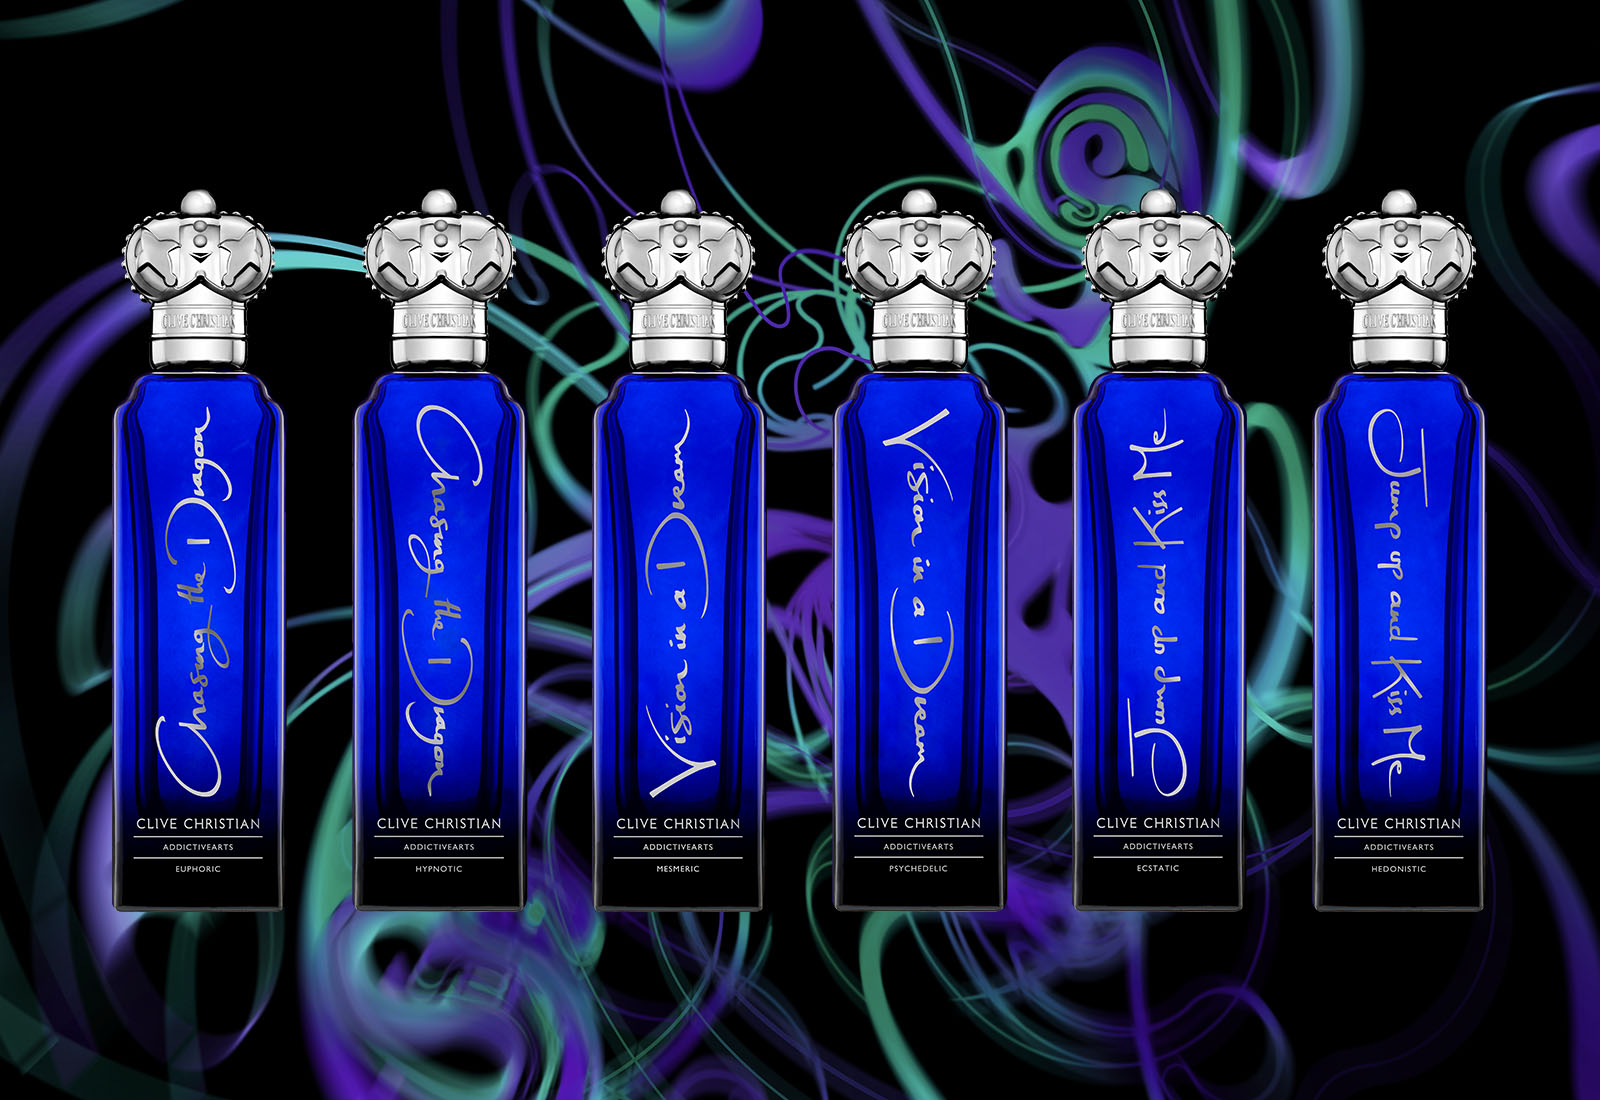 CLIVE CHRISTIAN
Chasing the Dragon
CLIVE CHRISTIAN
ADDICTIVEARTS
EUPHORIC
CLIVE CHRISTIAN
Chasing the Dragon
CLIVE CHRISTIAN
ADDICTIVEARTS
HYPNOTIC
CLIVE CHRISTIAN
Vision in a Dream
CLIVE CHRISTIAN
ADDICTIVEARTS
MESMERIC
CLIVE CHRISTIAN
Vision in a Dream
CLIVE CHRISTIAN
ADDICTIVEARTS
PSYCHEDELIC
CLIVE CHRISTIAN
Jump up and Kiss Me
CLIVE CHRISTIAN
ADDICTIVEARTS
ECSTATIC
CLIVE CHRISTIAN
Jump up and Kiss Me
CLIVE CHRISTIAN
ADDICTIVEARTS
HEDONISTIC